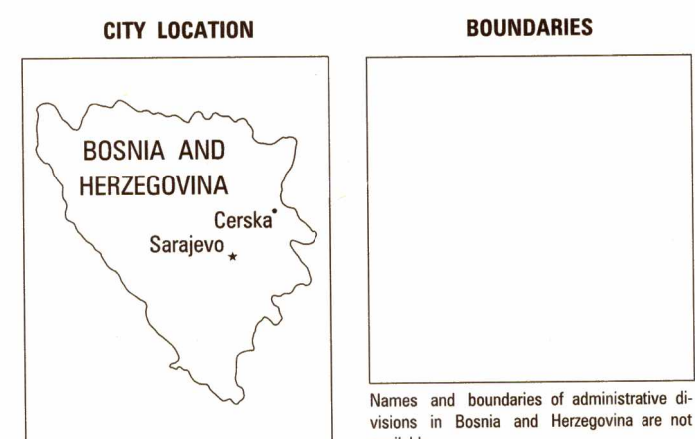 CITY LOCATION
BOUNDARIES
BOSNIA AND
HERZEGOVINA
Cerska
Sarajevo
Names and boundaries of administrative di-
visions in Bosnia and Herzegovina are not